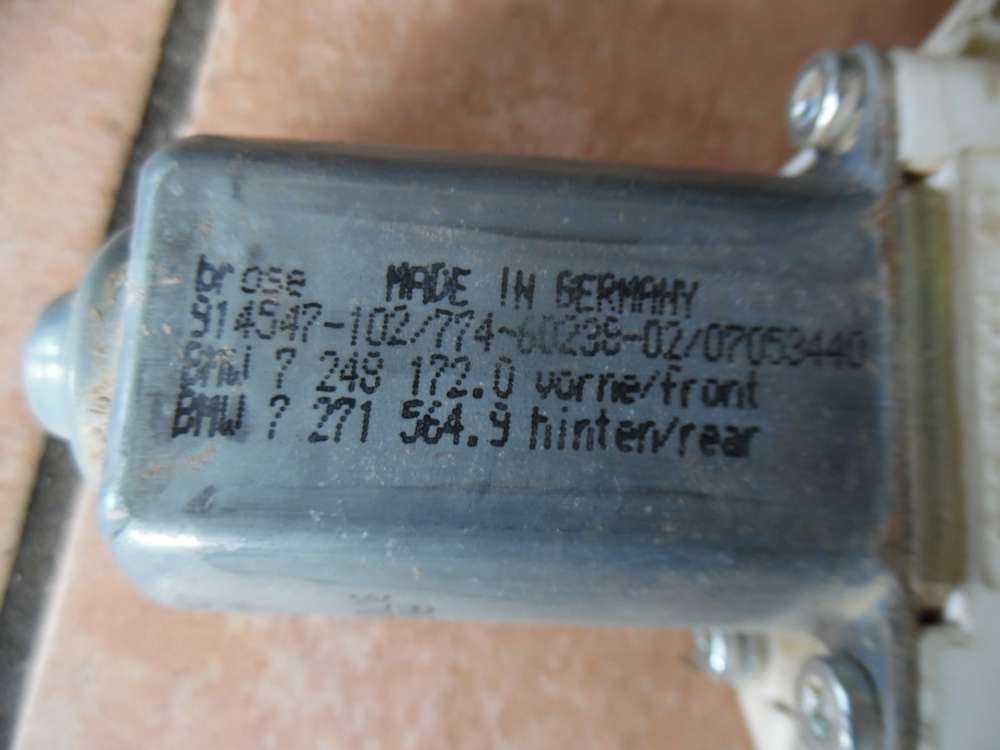 brose MADE IN GERMANY
914547-102/774-60238-02/07053440
BMW 7 248 172.0 vorne/front
BMW 7 271 564.9 hinten/rear